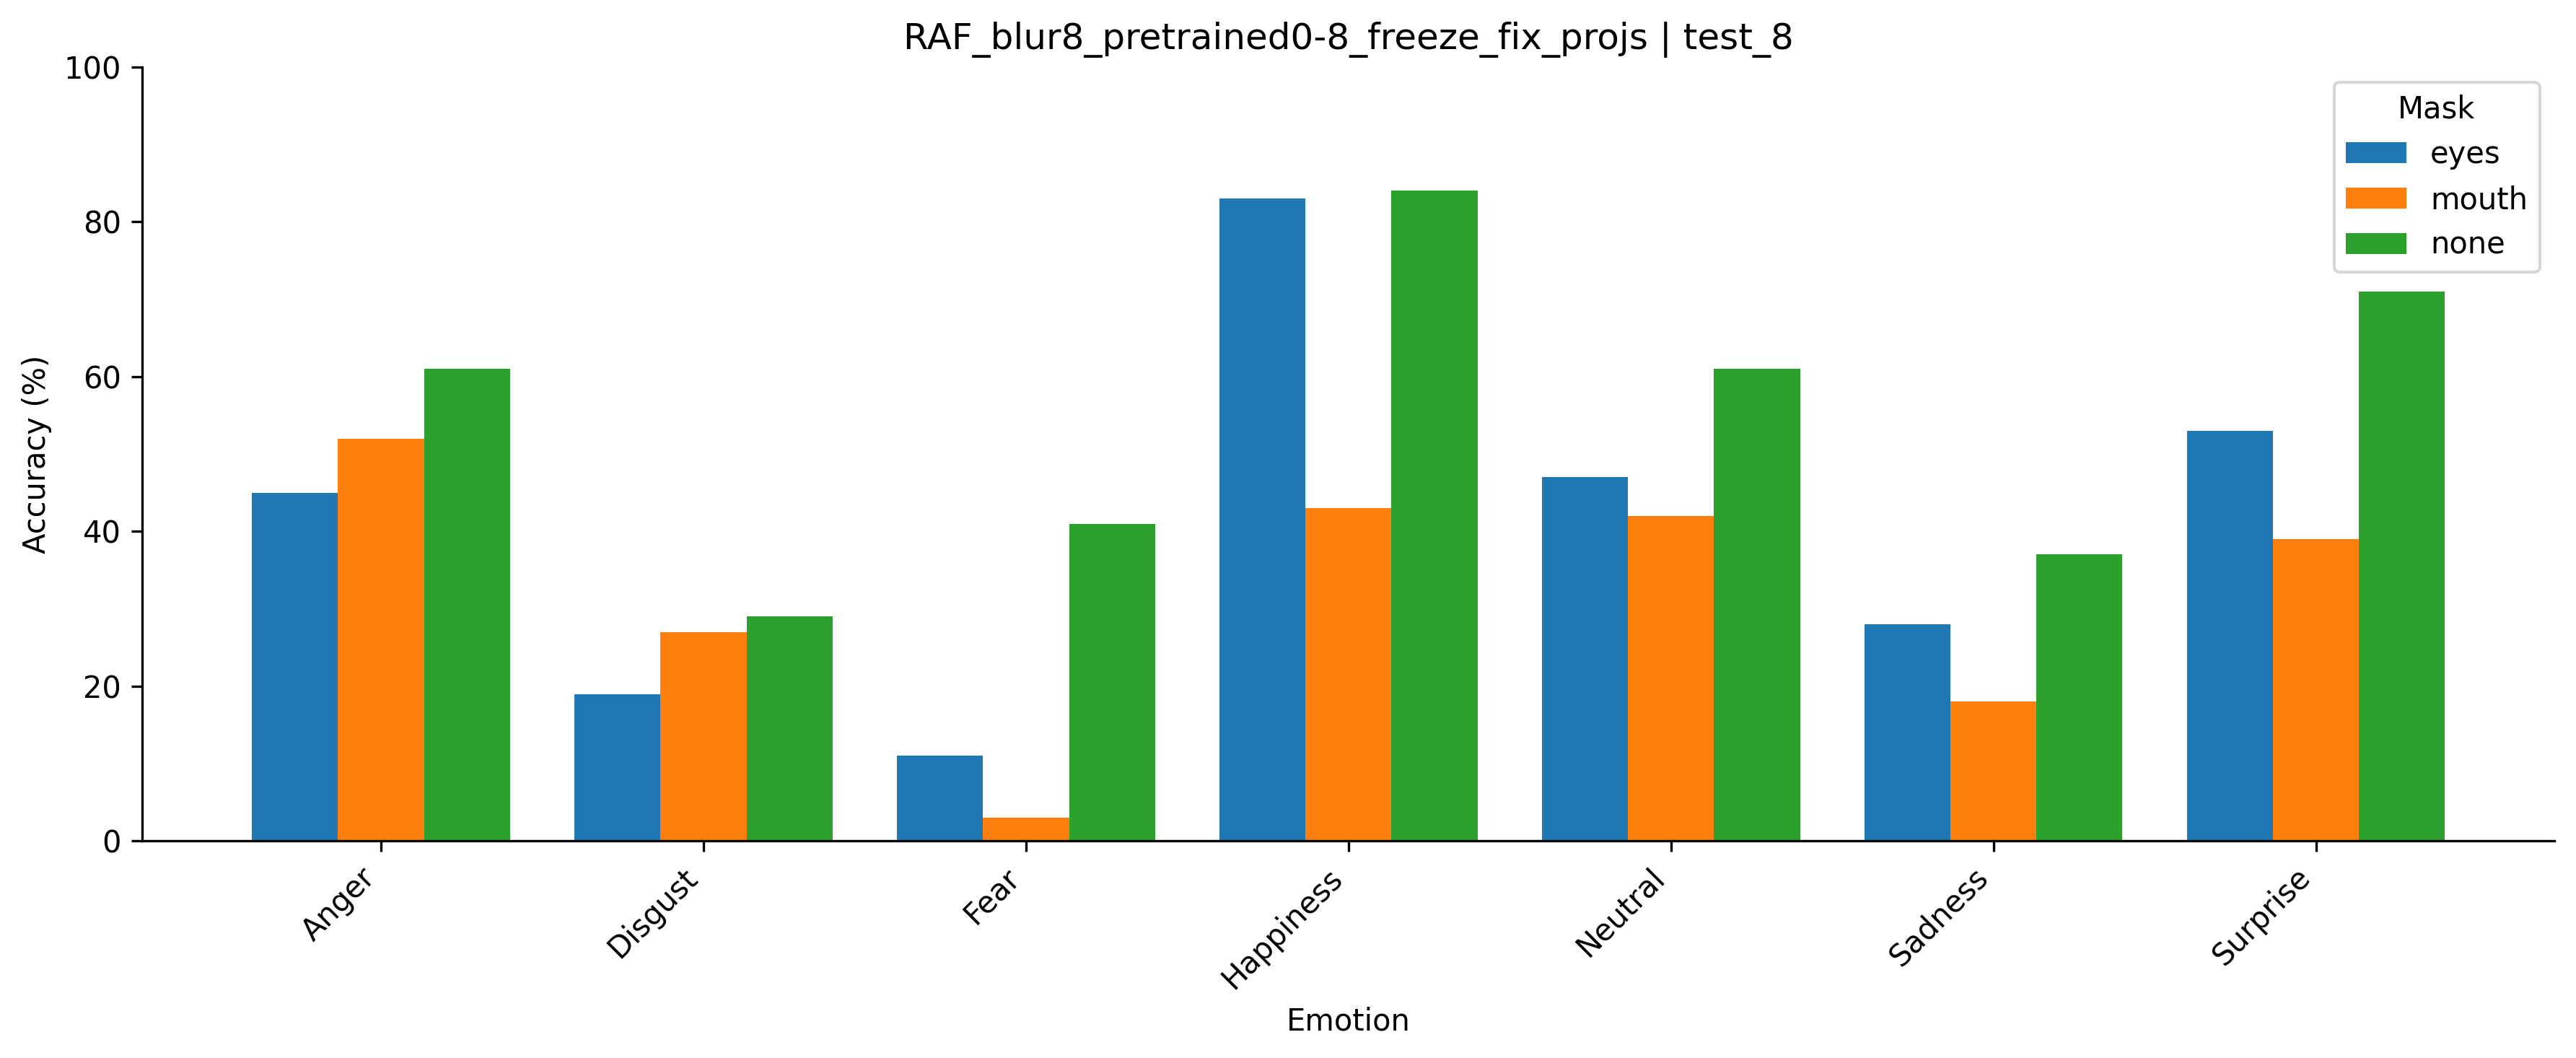 RAF_blur8_pretrained0-8_freeze_fix_projs | test_8
100
80
60
40
20
0
Accuracy (%)
Mask
eyes
mouth
none
Anger
Disgust
Fear
Happiness
Neutral
Sadness
Surprise
Emotion